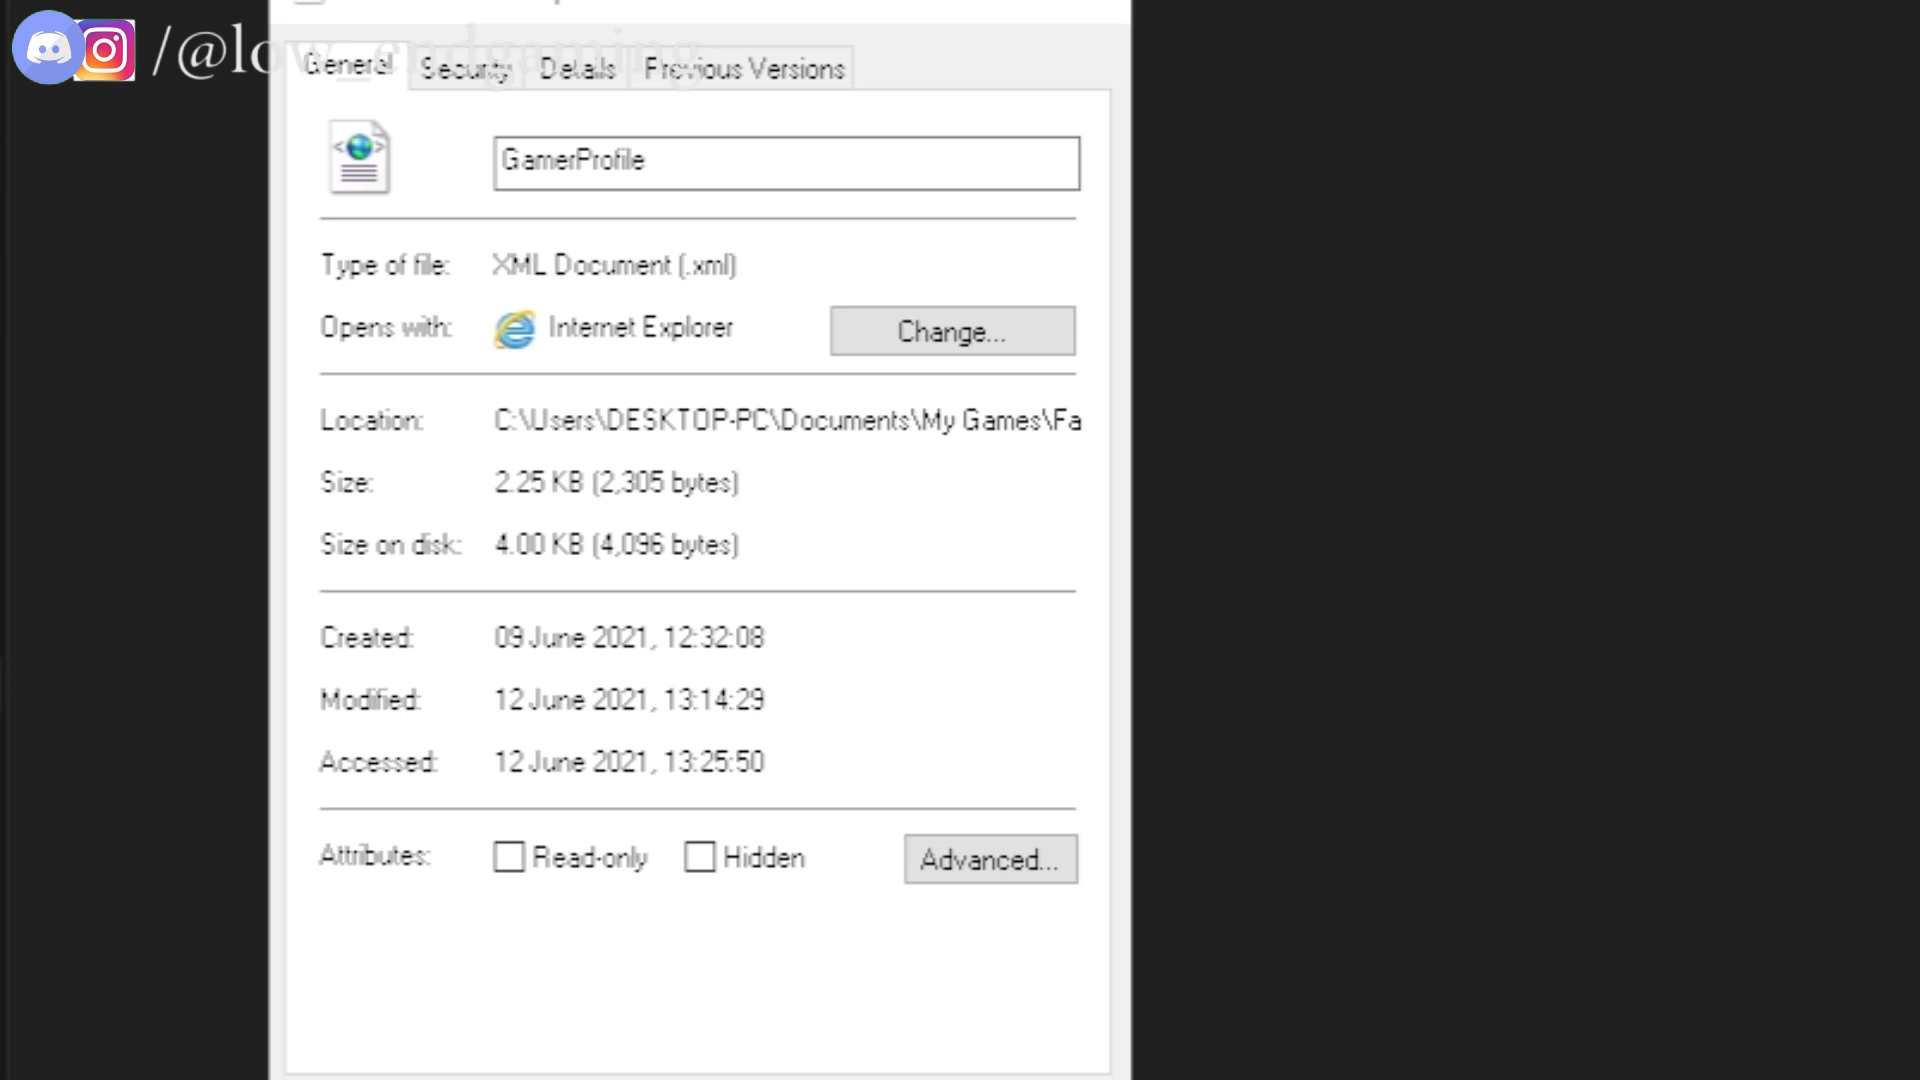 /@low_endgaming
General Security Details Previous Versions
GamerProfile
Type of file: XML Document (.xml)
Opens with: Internet Explorer Change...
Location: C:\Users\DESKTOP-PC\Documents\My Games\Fa
Size: 2.25 KB (2,305 bytes)
Size on disk: 4.00 KB (4,096 bytes)
Created: 09 June 2021, 12:32:08
Modified: 12 June 2021, 13:14:29
Accessed: 12 June 2021, 13:25:50
Attributes: Read-only Hidden Advanced...